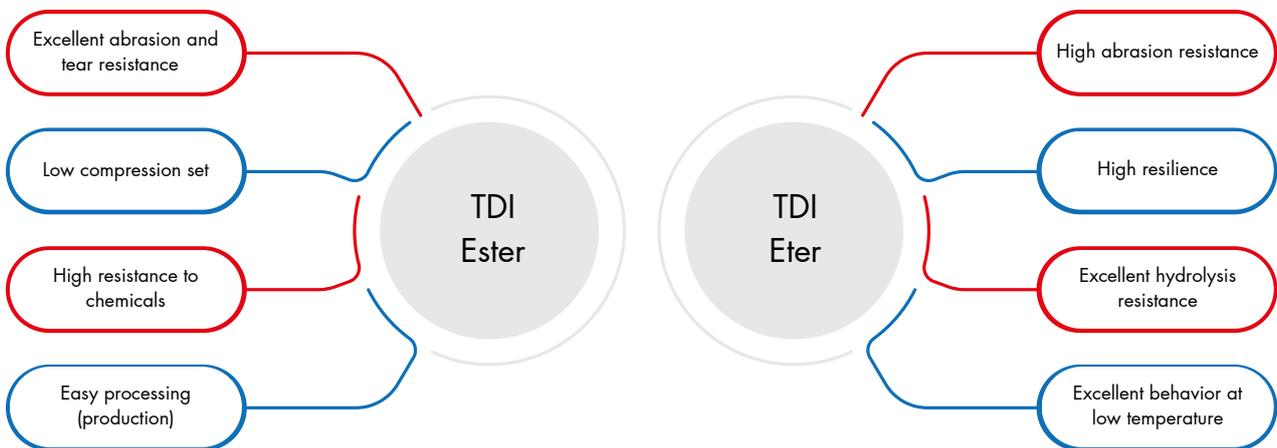 Excellent abrasion and
tear resistance
Low compression set
High resistance to
chemicals
Easy processing
(production)
TDI
Ester
TDI
Eter
High abrasion resistance
High resilience
Excellent hydrolysis
resistance
Excellent behavior at
low temperature